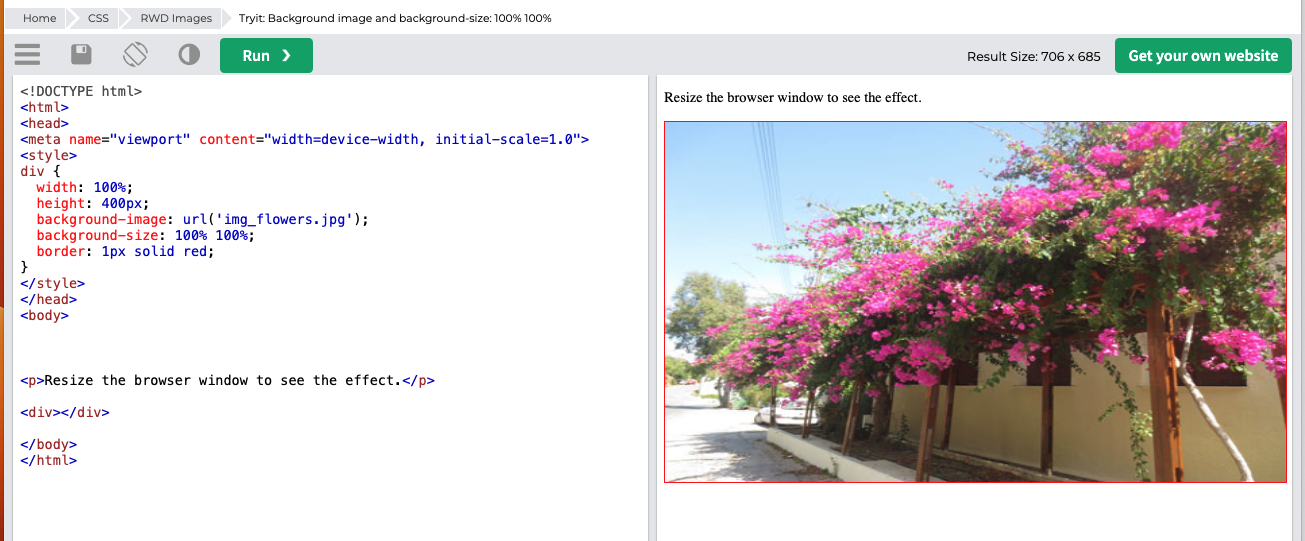 Home CSS RWD Images Tryit: Background image and background-size: 100% 100%
Run ❯ Result Size: 706 x 685 Get your own website
<!DOCTYPE html>
<html>
<head>
<meta name="viewport" content="width=device-width, initial-scale=1.0">
<style>
div {
  width: 100%;
  height: 400px;
  background-image: url('img_flowers.jpg');
  background-size: 100% 100%;
  border: 1px solid red;
}
</style>
</head>
<body>
<p>Resize the browser window to see the effect.</p>
<div></div>
</body>
</html>
Resize the browser window to see the effect.